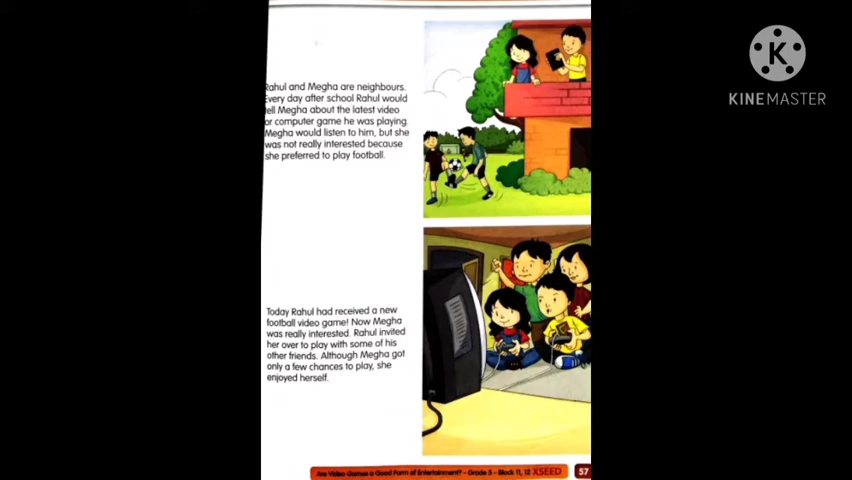 Rahul and Megha are neighbours.
Every day after school Rahul would
tell Megha about the latest video
or computer game he was playing.
Megha would listen to him, but she
was not really interested because
she preferred to play football.
Today Rahul had received a new
football video game! Now Megha
was really interested. Rahul invited
her over to play with some of his
other friends. Although Megha got
only a few chances to play, she
enjoyed herself.
Are Video Games a Good Form of Entertainment? - Grade 5 - Block 11, 12 XSEED
57
K
KINEMASTER